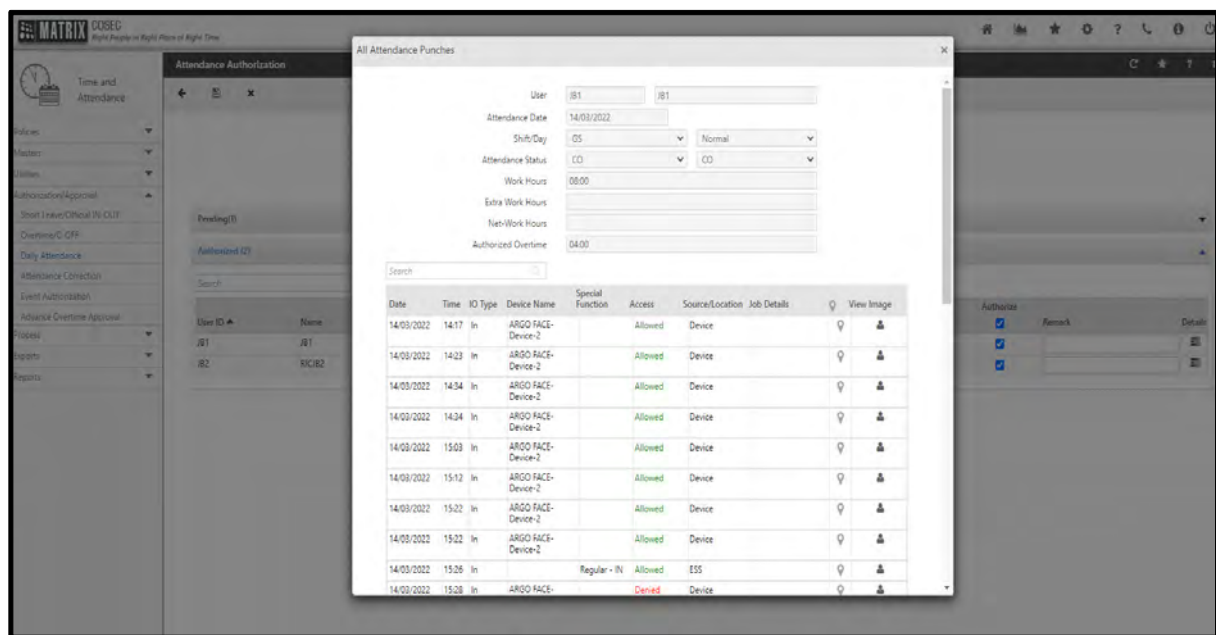 MATRIX COSEC
Right People in Right Place at Right Time
Time and
Attendance
Attendance Authorization
Policies
Masters
Utilities
Authorization/Approval
Short Leave/Official IN-OUT
Overtime/C-OFF
Daily Attendance
Attendance Correction
Event Authorization
Advance Overtime Approval
Process
Exports
Reports
Pending(1)
Authorized (2)
Search
User ID Name Authorize Remark Details
JB1 JB1
JB2 RICJB2
All Attendance Punches ×
User JB1 JB1
Attendance Date 14/03/2022
Shift/Day GS Normal
Attendance Status CO CO
Work Hours 08:00
Extra Work Hours
Net-Work Hours
Authorized Overtime 04:00
Search
Date Time IO Type Device Name Special Function Access Source/Location Job Details View Image
14/03/2022 14:17 In ARGO FACE-
Device-2 Allowed Device
14/03/2022 14:23 In ARGO FACE-
Device-2 Allowed Device
14/03/2022 14:34 In ARGO FACE-
Device-2 Allowed Device
14/03/2022 14:34 In ARGO FACE-
Device-2 Allowed Device
14/03/2022 15:03 In ARGO FACE-
Device-2 Allowed Device
14/03/2022 15:12 In ARGO FACE-
Device-2 Allowed Device
14/03/2022 15:22 In ARGO FACE-
Device-2 Allowed Device
14/03/2022 15:22 In ARGO FACE-
Device-2 Allowed Device
14/03/2022 15:26 In Regular - IN Allowed ESS
14/03/2022 15:28 In ARGO FACE- Denied Device